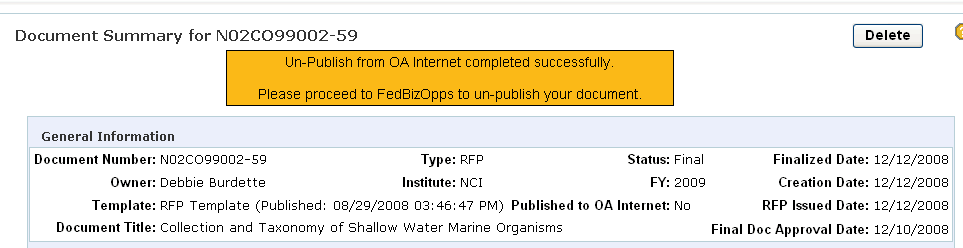 Document Summary for N02CO99002-59 Delete
Un-Publish from OA Internet completed successfully.
Please proceed to FedBizOpps to un-publish your document.
General Information
Document Number: N02CO99002-59 Type: RFP Status: Final Finalized Date: 12/12/2008
Owner: Debbie Burdette Institute: NCI FY: 2009 Creation Date: 12/12/2008
Template: RFP Template (Published: 08/29/2008 03:46:47 PM) Published to OA Internet: No RFP Issued Date: 12/12/2008
Document Title: Collection and Taxonomy of Shallow Water Marine Organisms Final Doc Approval Date: 12/10/2008